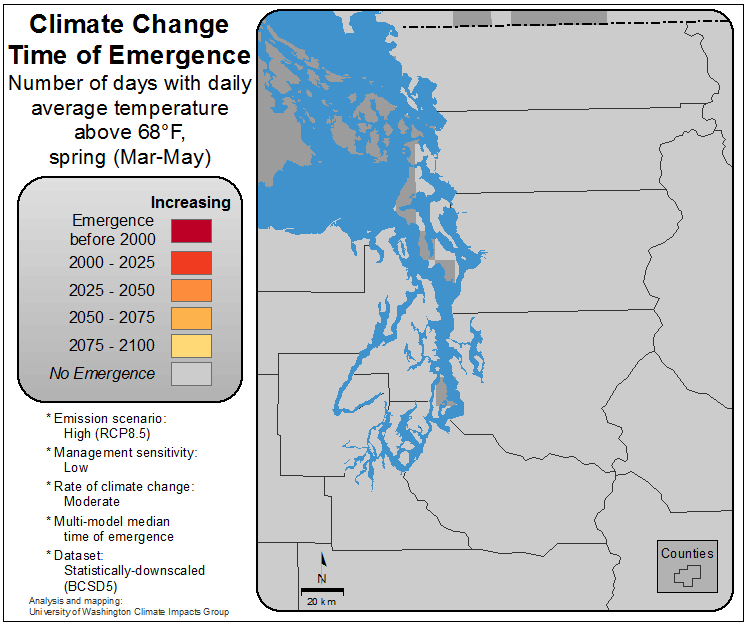 Climate Change
Time of Emergence
Number of days with daily
average temperature
above 68°F,
spring (Mar-May)
Increasing
Emergence
before 2000
2000 - 2025
2025 - 2050
2050 - 2075
2075 - 2100
No Emergence
* Emission scenario:
High (RCP8.5)
* Management sensitivity:
Low
* Rate of climate change:
Moderate
* Multi-model median
time of emergence
* Dataset:
Statistically-downscaled
(BCSD5)
Analysis and mapping:
University of Washington Climate Impacts Group
N
20 km
Counties